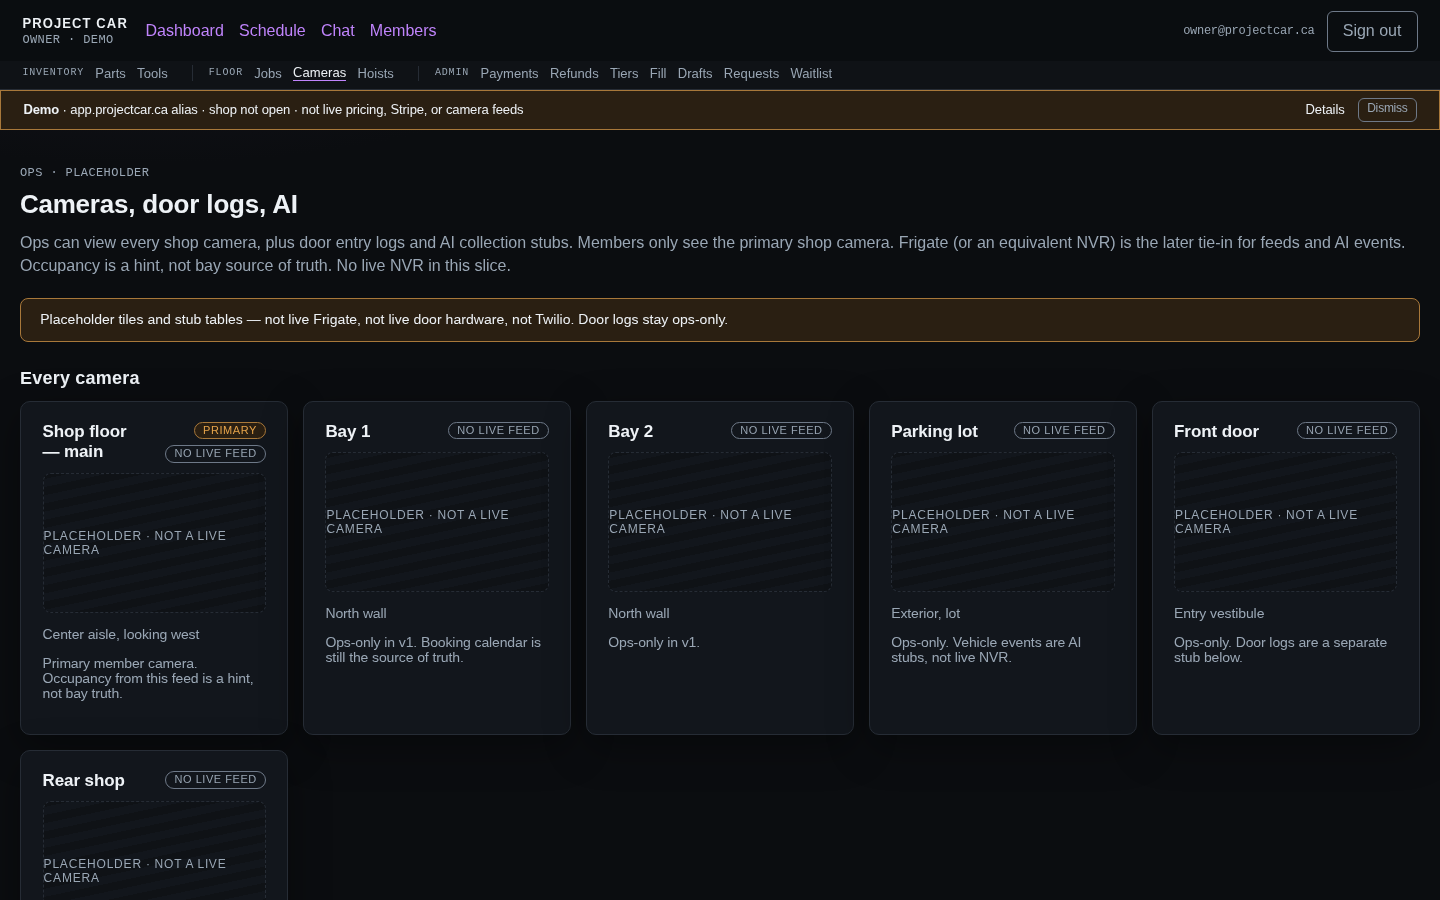 PROJECT CAR
OWNER · DEMO
Dashboard Schedule Chat Members
owner@projectcar.ca
Sign out
INVENTORY Parts Tools FLOOR Jobs Cameras Hoists ADMIN Payments Refunds Tiers Fill Drafts Requests Waitlist
Demo · app.projectcar.ca alias · shop not open · not live pricing, Stripe, or camera feeds
Details
Dismiss
OPS · PLACEHOLDER
Cameras, door logs, AI
Ops can view every shop camera, plus door entry logs and AI collection stubs. Members only see the primary shop camera. Frigate (or an equivalent NVR) is the later tie-in for feeds and AI events.
Occupancy is a hint, not bay source of truth. No live NVR in this slice.
Placeholder tiles and stub tables — not live Frigate, not live door hardware, not Twilio. Door logs stay ops-only.
Every camera
Shop floor
— main
PRIMARY
NO LIVE FEED
PLACEHOLDER · NOT A LIVE
CAMERA
Center aisle, looking west
Primary member camera.
Occupancy from this feed is a hint,
not bay truth.
Bay 1
NO LIVE FEED
PLACEHOLDER · NOT A LIVE
CAMERA
North wall
Ops-only in v1. Booking calendar is
still the source of truth.
Bay 2
NO LIVE FEED
PLACEHOLDER · NOT A LIVE
CAMERA
North wall
Ops-only in v1.
Parking lot
NO LIVE FEED
PLACEHOLDER · NOT A LIVE
CAMERA
Exterior, lot
Ops-only. Vehicle events are AI
stubs, not live NVR.
Front door
NO LIVE FEED
PLACEHOLDER · NOT A LIVE
CAMERA
Entry vestibule
Ops-only. Door logs are a separate
stub below.
Rear shop
NO LIVE FEED
PLACEHOLDER · NOT A LIVE
CAMERA